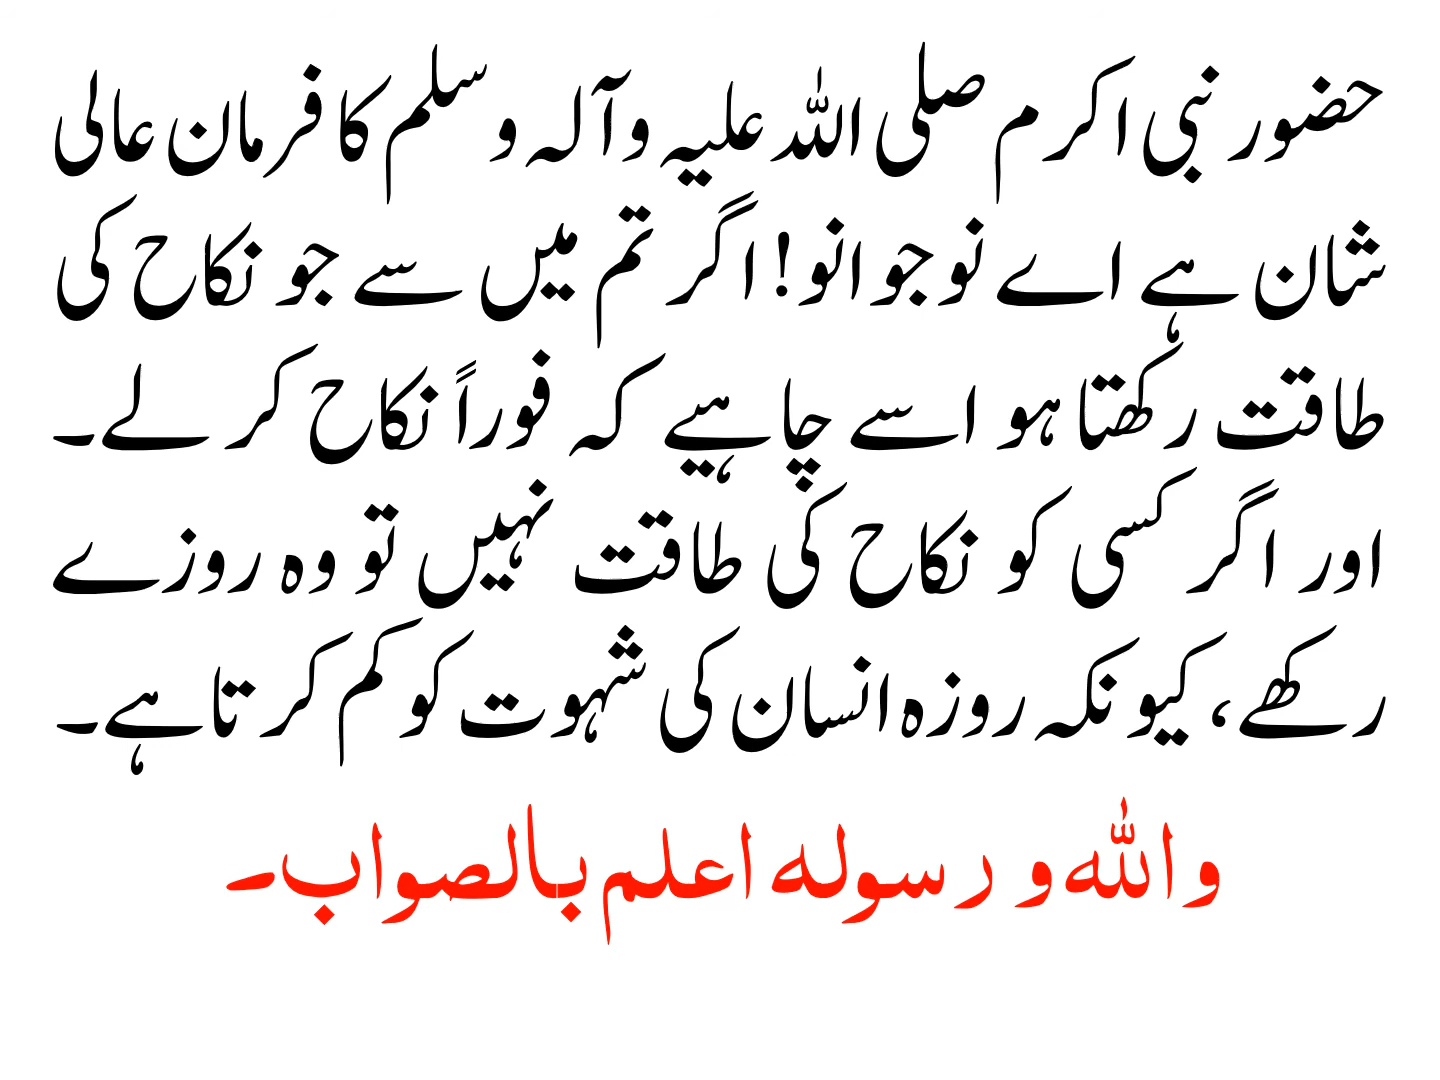 حضور نبی اکرم صلی اللہ علیہ وآلہ و سلم کا فرمان عالی
شان ہے اے نوجوانو! اگر تم میں سے جو نکاح کی
طاقت رکھتا ہو اسے چاہیے کہ فوراً نکاح کر لے۔
اور اگر کسی کو نکاح کی طاقت نہیں تو وہ روزے
رکھے، کیونکہ روزہ انسان کی شہوت کو کم کرتا ہے۔
واللہ و رسولہ اعلم بالصواب۔